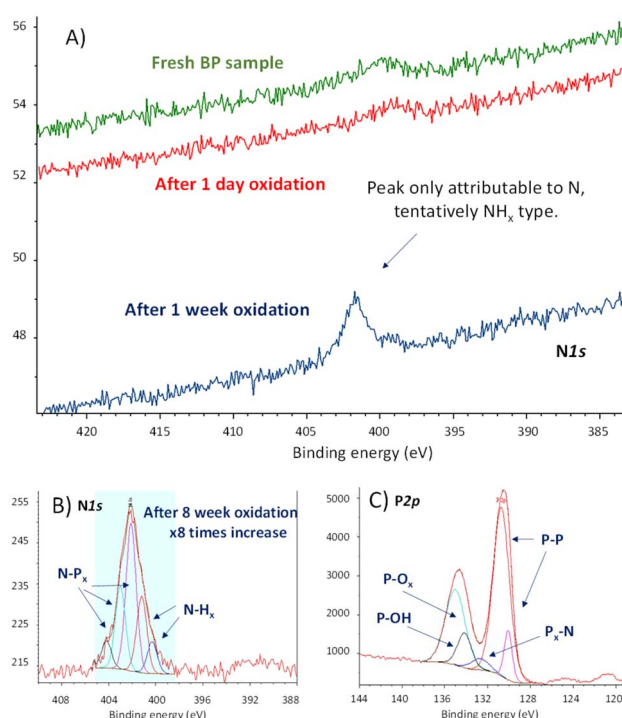 56
A)
Fresh BP sample
54
After 1 day oxidation
52
Peak only attributable to N,
tentatively NHx type.
50
After 1 week oxidation
48
N1s
420 415 410 405 400 395 390 385
Binding energy (eV)
B) N1s
After 8 week oxidation
x8 times increase
255
245
N-Px
235
N-Hx
225
215
408 404 400 396 392 388
Binding energy (eV)
C) P2p
5000
P-P
4000
P-Ox
3000
P-OH
2000
Px-N
1000
144 140 136 132 128 124 120
Binding energy (eV)